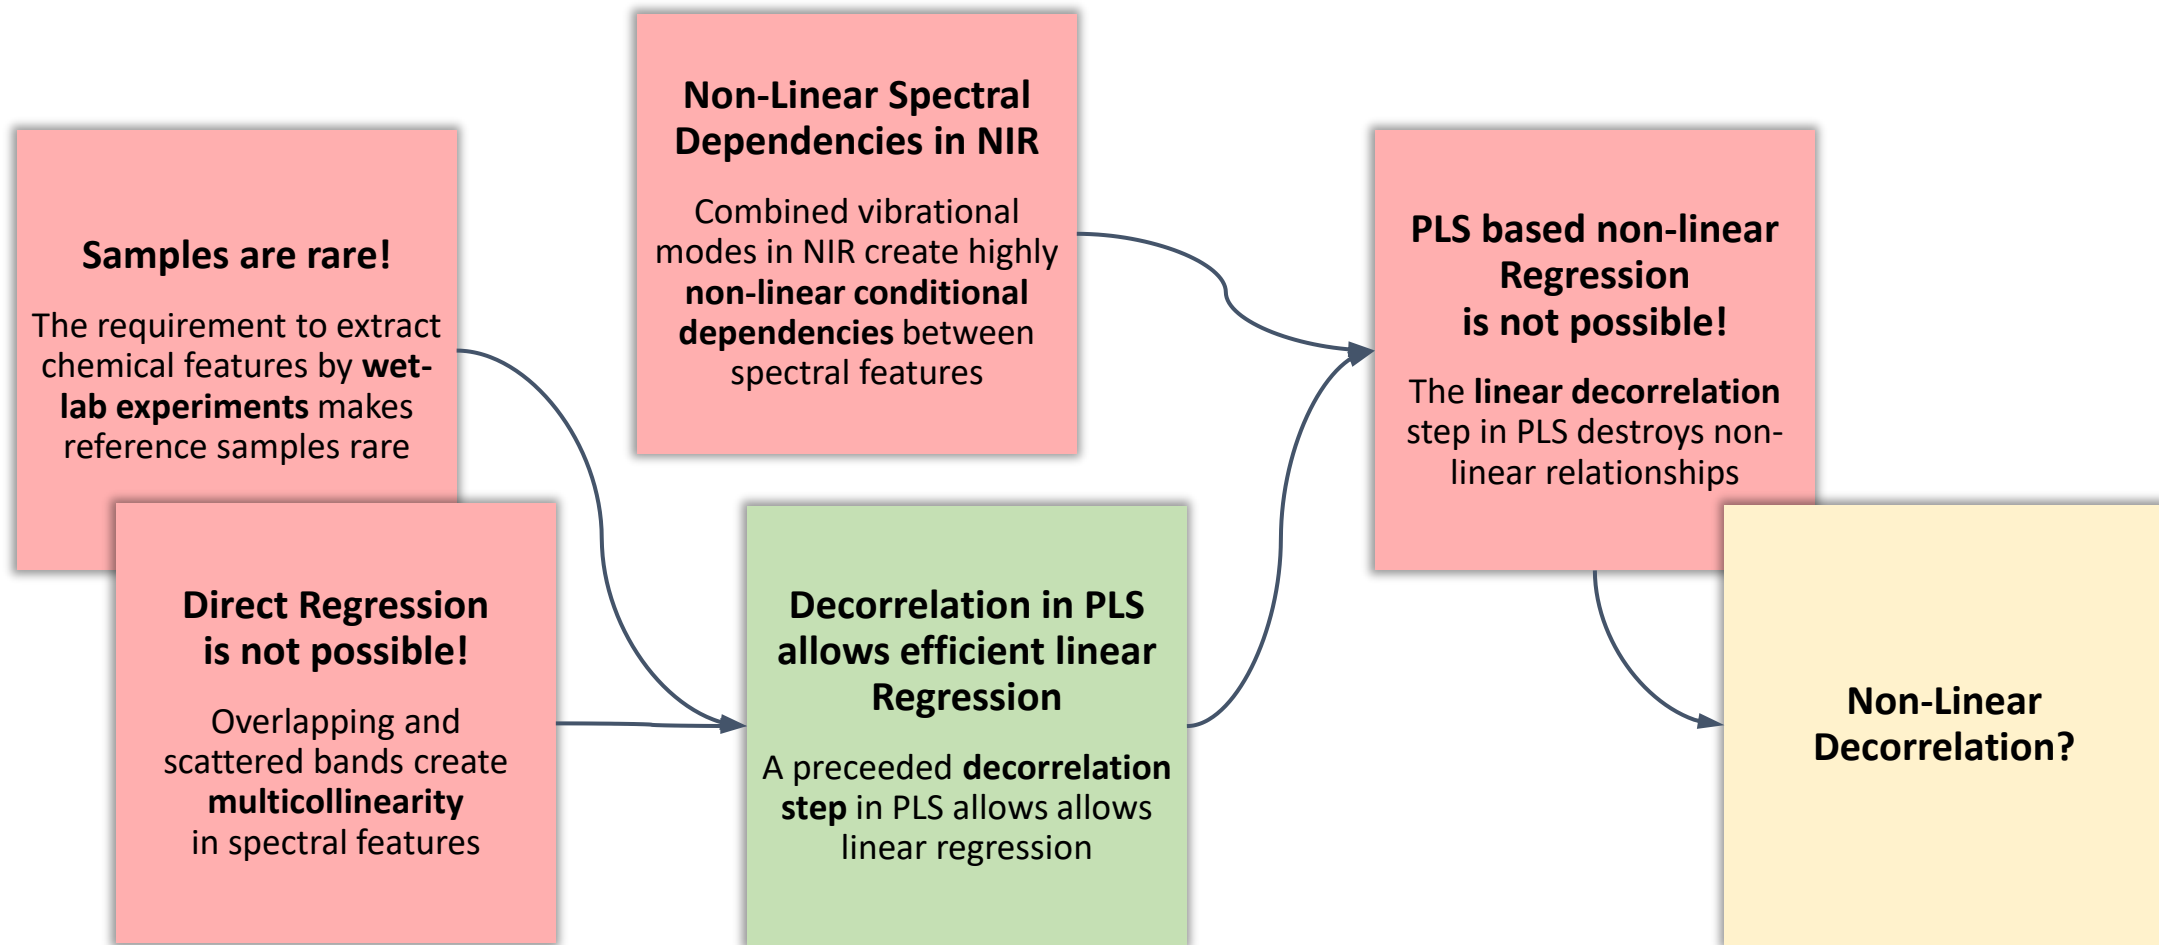 Samples are rare!
The requirement to extract
chemical features by wet-
lab experiments makes
reference samples rare
Direct Regression
is not possible!
Overlapping and
scattered bands create
multicollinearity
in spectral features
Non-Linear Spectral
Dependencies in NIR
Combined vibrational
modes in NIR create highly
non-linear conditional
dependencies between
spectral features
Decorrelation in PLS
allows efficient linear
Regression
A preceeded decorrelation
step in PLS allows allows
linear regression
PLS based non-linear
Regression
is not possible!
The linear decorrelation
step in PLS destroys non-
linear relationships
Non-Linear
Decorrelation?